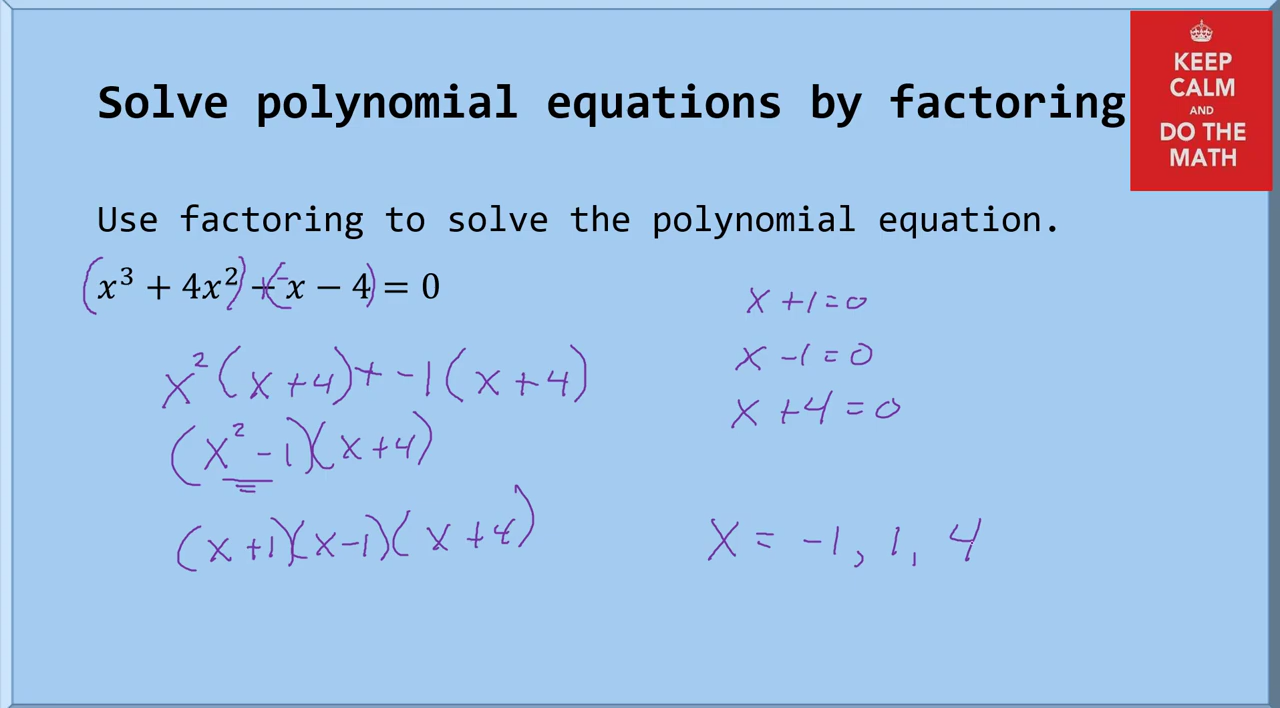 Solve polynomial equations by factoring
KEEP
CALM
AND
DO THE
MATH
Use factoring to solve the polynomial equation.
(x³ + 4x²) + (⁻x − 4) = 0
x²(x+4) + -1(x+4)
(x²-1)(x+4)
(x+1)(x-1)(x+4)
x+1=0
x-1=0
x+4=0
x = -1, 1, 4